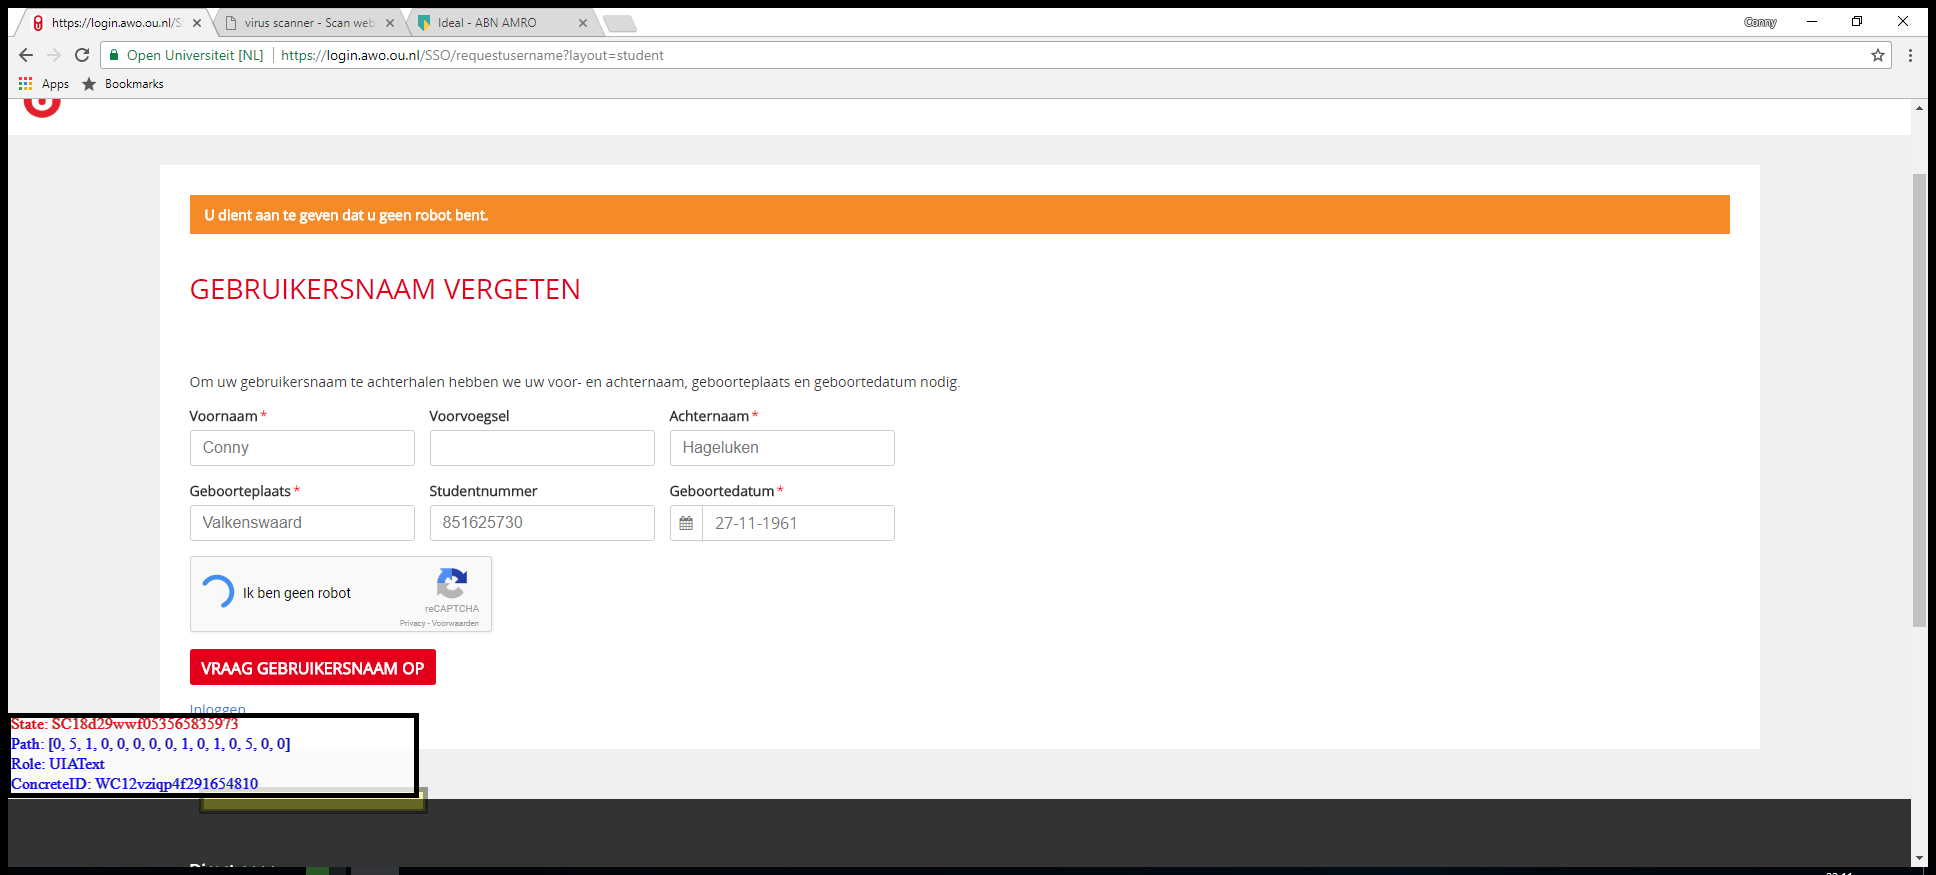 https://login.awo.ou.nl/S
virus scanner - Scan web
Ideal - ABN AMRO
Conny
Open Universiteit [NL]
https://login.awo.ou.nl/SSO/requestusername?layout=student
Apps
Bookmarks
U dient aan te geven dat u geen robot bent.
GEBRUIKERSNAAM VERGETEN
Om uw gebruikersnaam te achterhalen hebben we uw voor- en achternaam, geboorteplaats en geboortedatum nodig.
Voornaam * Voorvoegsel Achternaam *
Conny Hageluken
Geboorteplaats * Studentnummer Geboortedatum *
Valkenswaard 851625730 27-11-1961
Ik ben geen robot
reCAPTCHA
Privacy - Voorwaarden
VRAAG GEBRUIKERSNAAM OP
Inloggen
State: SC18d29wwf053565835973
Path: [0, 5, 1, 0, 0, 0, 0, 0, 1, 0, 1, 0, 5, 0, 0]
Role: UIAText
ConcreteID: WC12vziqp4f291654810